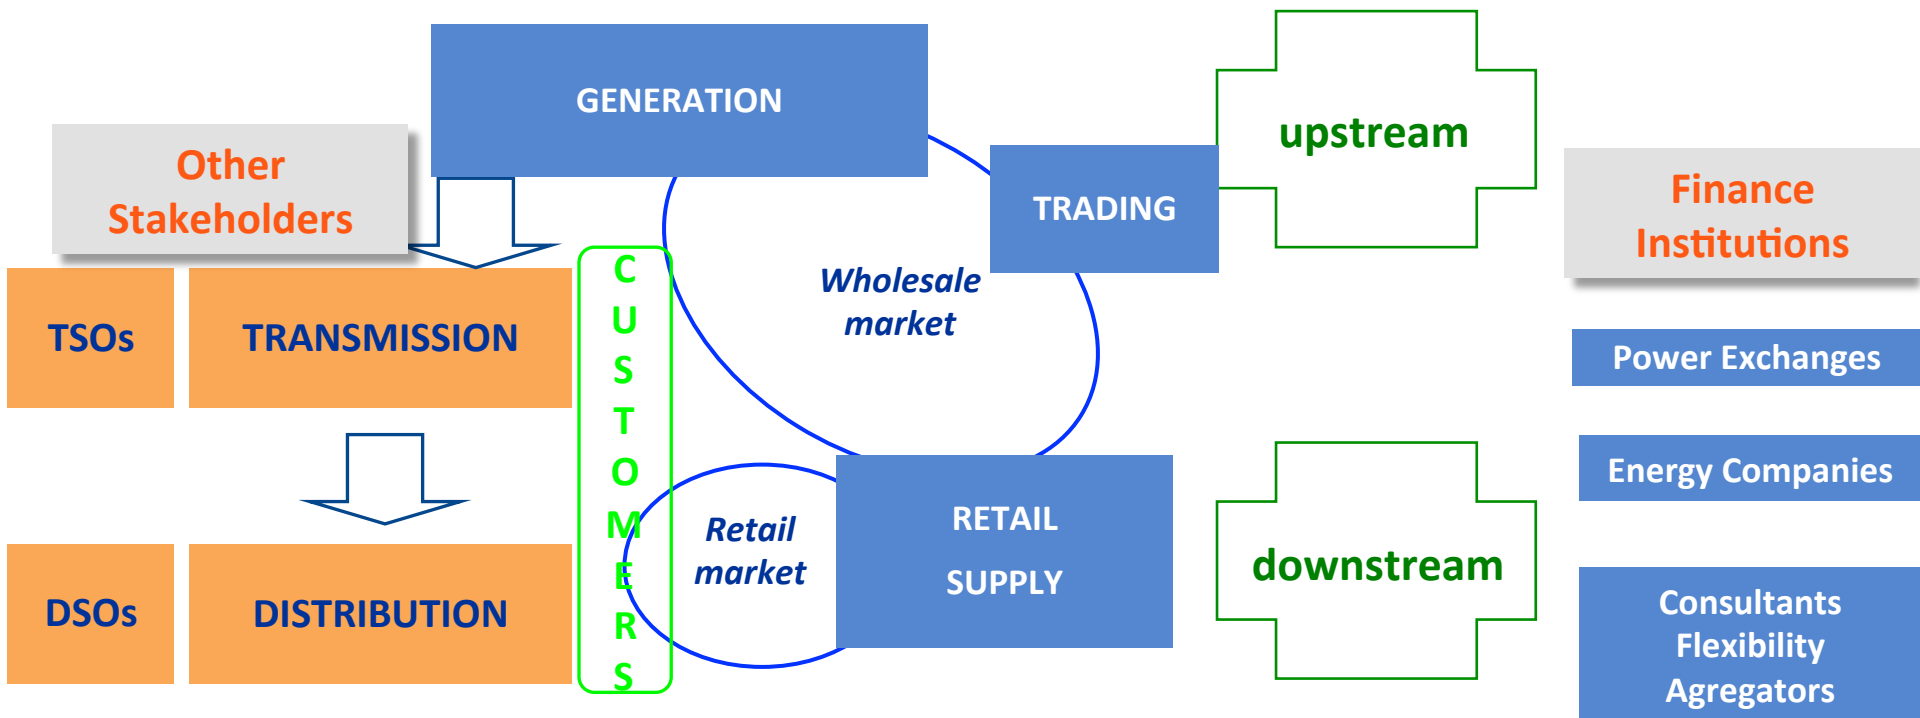 GENERATION
Other
Stakeholders
TRADING
upstream
Finance
Institutions
TSOs
TRANSMISSION
C
U
S
T
O
M
E
R
S
Wholesale
market
Power Exchanges
Energy Companies
Retail
market
RETAIL
SUPPLY
downstream
DSOs
DISTRIBUTION
Consultants
Flexibility
Agregators